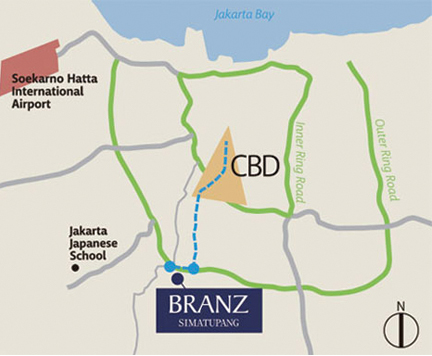 Jakarta Bay
Soekarno Hatta
International
Airport
CBD
Inner Ring Road
Outer Ring Road
Jakarta
Japanese
School
BRANZ
SIMATUPANG
N